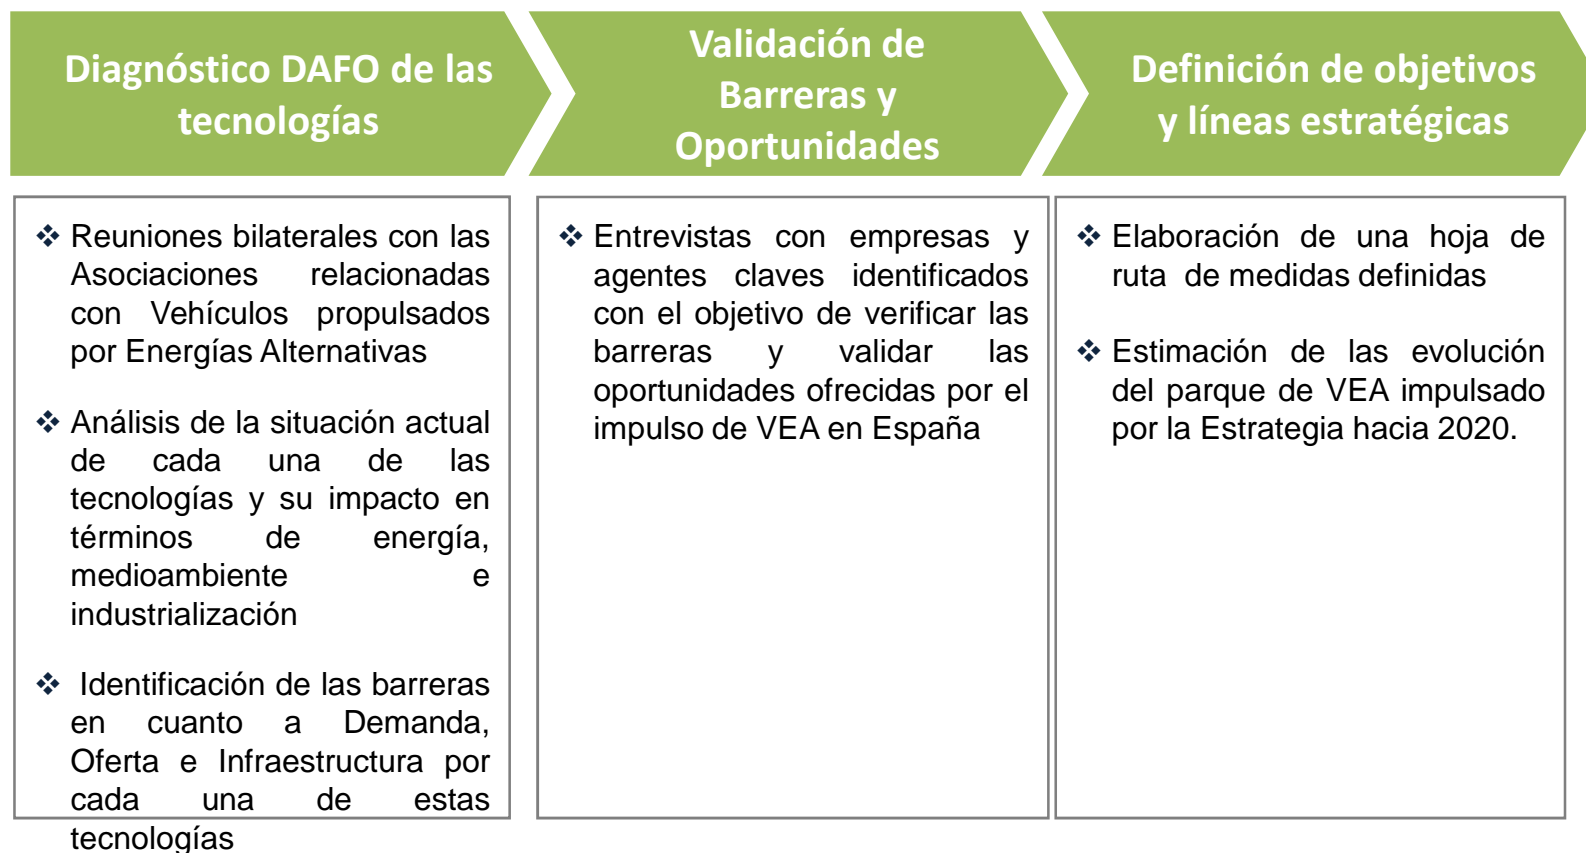 Diagnóstico DAFO de las
tecnologías
Validación de
Barreras y
Oportunidades
Definición de objetivos
y líneas estratégicas
❖ Reuniones bilaterales con las
Asociaciones relacionadas
con Vehículos propulsados
por Energías Alternativas
❖ Análisis de la situación actual
de cada una de las
tecnologías y su impacto en
términos de energía,
medioambiente e
industrialización
❖ Identificación de las barreras
en cuanto a Demanda,
Oferta e Infraestructura por
cada una de estas
tecnologías
❖ Entrevistas con empresas y
agentes claves identificados
con el objetivo de verificar las
barreras y validar las
oportunidades ofrecidas por el
impulso de VEA en España
❖ Elaboración de una hoja de
ruta de medidas definidas
❖ Estimación de las evolución
del parque de VEA impulsado
por la Estrategia hacia 2020.